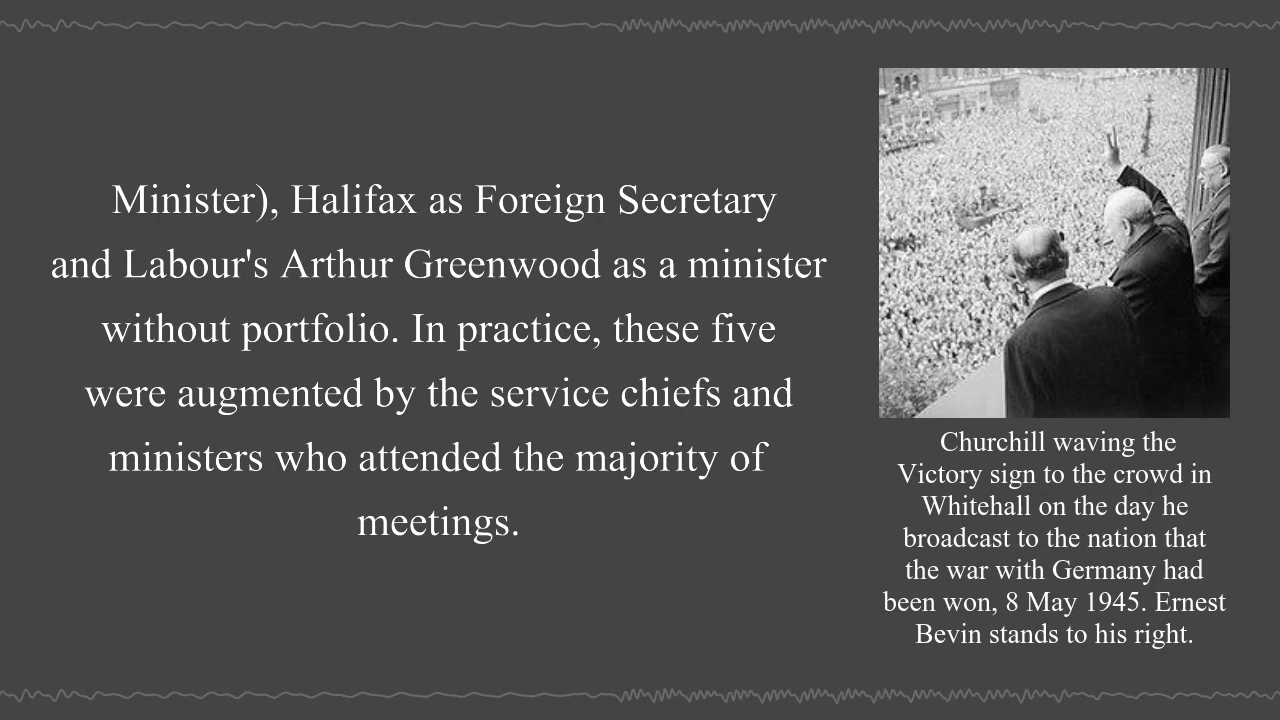 Minister), Halifax as Foreign Secretary
and Labour's Arthur Greenwood as a minister
without portfolio. In practice, these five
were augmented by the service chiefs and
ministers who attended the majority of
meetings.
Churchill waving the
Victory sign to the crowd in
Whitehall on the day he
broadcast to the nation that
the war with Germany had
been won, 8 May 1945. Ernest
Bevin stands to his right.